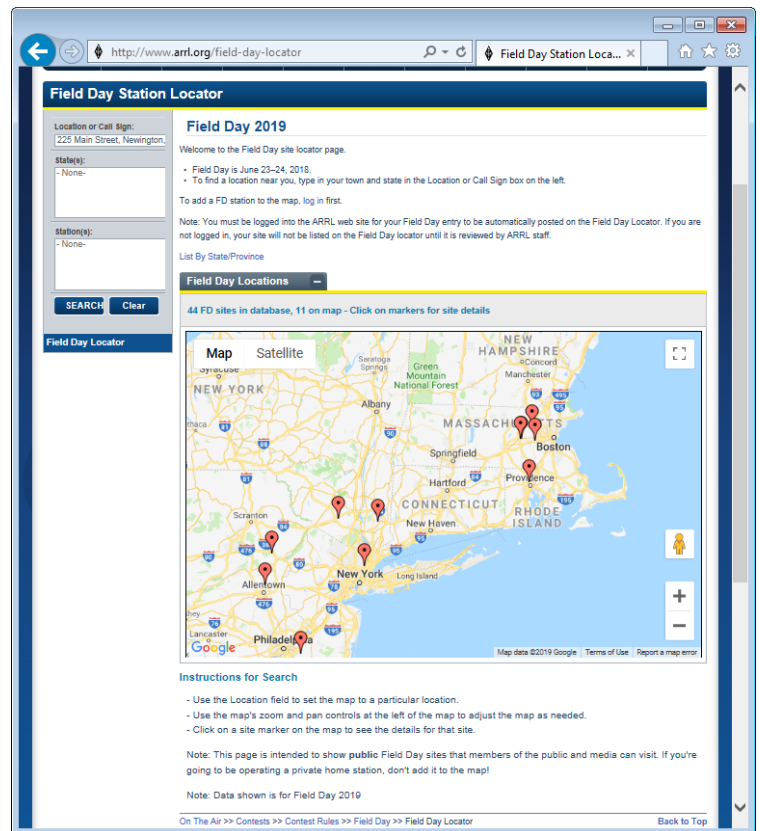 http://www.arrl.org/field-day-locator
Field Day Station Loca...
Field Day Station Locator
Location or Call Sign:
225 Main Street, Newington,
State(s):
- None-
Station(s):
- None-
SEARCH
Clear
Field Day Locator
Field Day 2019
Welcome to the Field Day site locator page.
• Field Day is June 23–24, 2018.
• To find a location near you, type in your town and state in the Location or Call Sign box on the left.
To add a FD station to the map, log in first.
Note: You must be logged into the ARRL web site for your Field Day entry to be automatically posted on the Field Day Locator. If you are
not logged in, your site will not be listed on the Field Day locator until it is reviewed by ARRL staff.
List By State/Province
Field Day Locations
44 FD sites in database, 11 on map - Click on markers for site details
Map
Satellite
Syracuse
Saratoga
Springs
Green
Mountain
National Forest
NEW
HAMPSHIRE
Concord
Manchester
NEW YORK
Albany
MASSACH TS
Boston
Springfield
Hartford
Providence
CONNECTICUT
RHODE
ISLAND
New Haven
Scranton
New York
Long Island
Allentown
Lancaster
Philadel a
Google
Map data ©2019 Google
Terms of Use
Report a map error
Instructions for Search
- Use the Location field to set the map to a particular location.
- Use the map's zoom and pan controls at the left of the map to adjust the map as needed.
- Click on a site marker on the map to see the details for that site.
Note: This page is intended to show public Field Day sites that members of the public and media can visit. If you're
going to be operating a private home station, don't add it to the map!
Note: Data shown is for Field Day 2019
On The Air >> Contests >> Contest Rules >> Field Day >> Field Day Locator
Back to Top